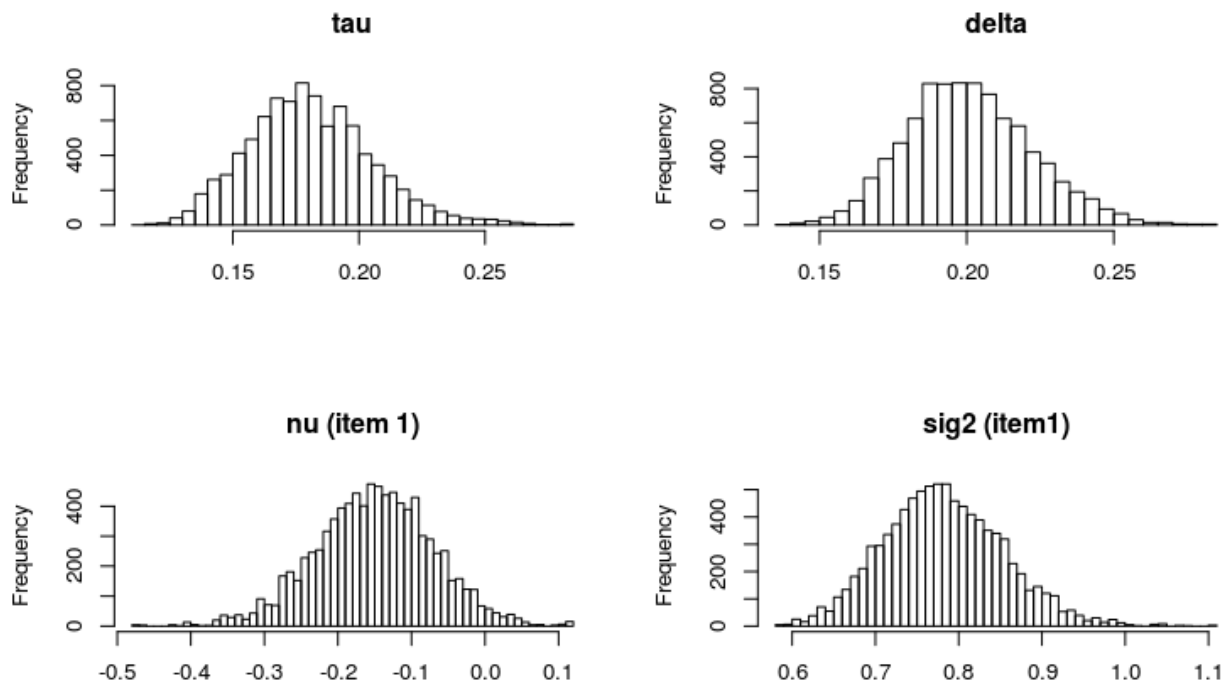 tau
Frequency
0 400 800
0.15 0.20 0.25
delta
Frequency
0 400 800
0.15 0.20 0.25
nu (item 1)
Frequency
0 200 400
-0.5 -0.4 -0.3 -0.2 -0.1 0.0 0.1
sig2 (item1)
Frequency
0 200 400
0.6 0.7 0.8 0.9 1.0 1.1